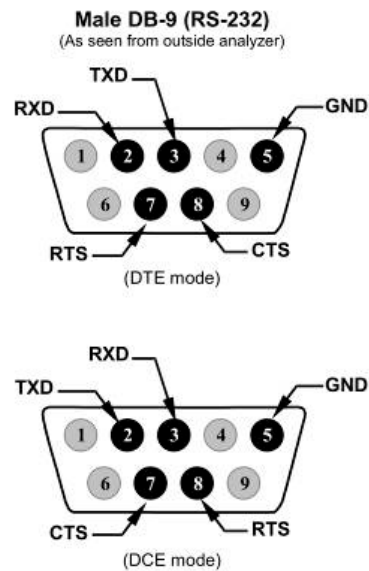 Male DB-9 (RS-232)
(As seen from outside analyzer)
TXD
RXD
GND
1 2 3 4 5
6 7 8 9
RTS
CTS
(DTE mode)
RXD
TXD
GND
1 2 3 4 5
6 7 8 9
CTS
RTS
(DCE mode)